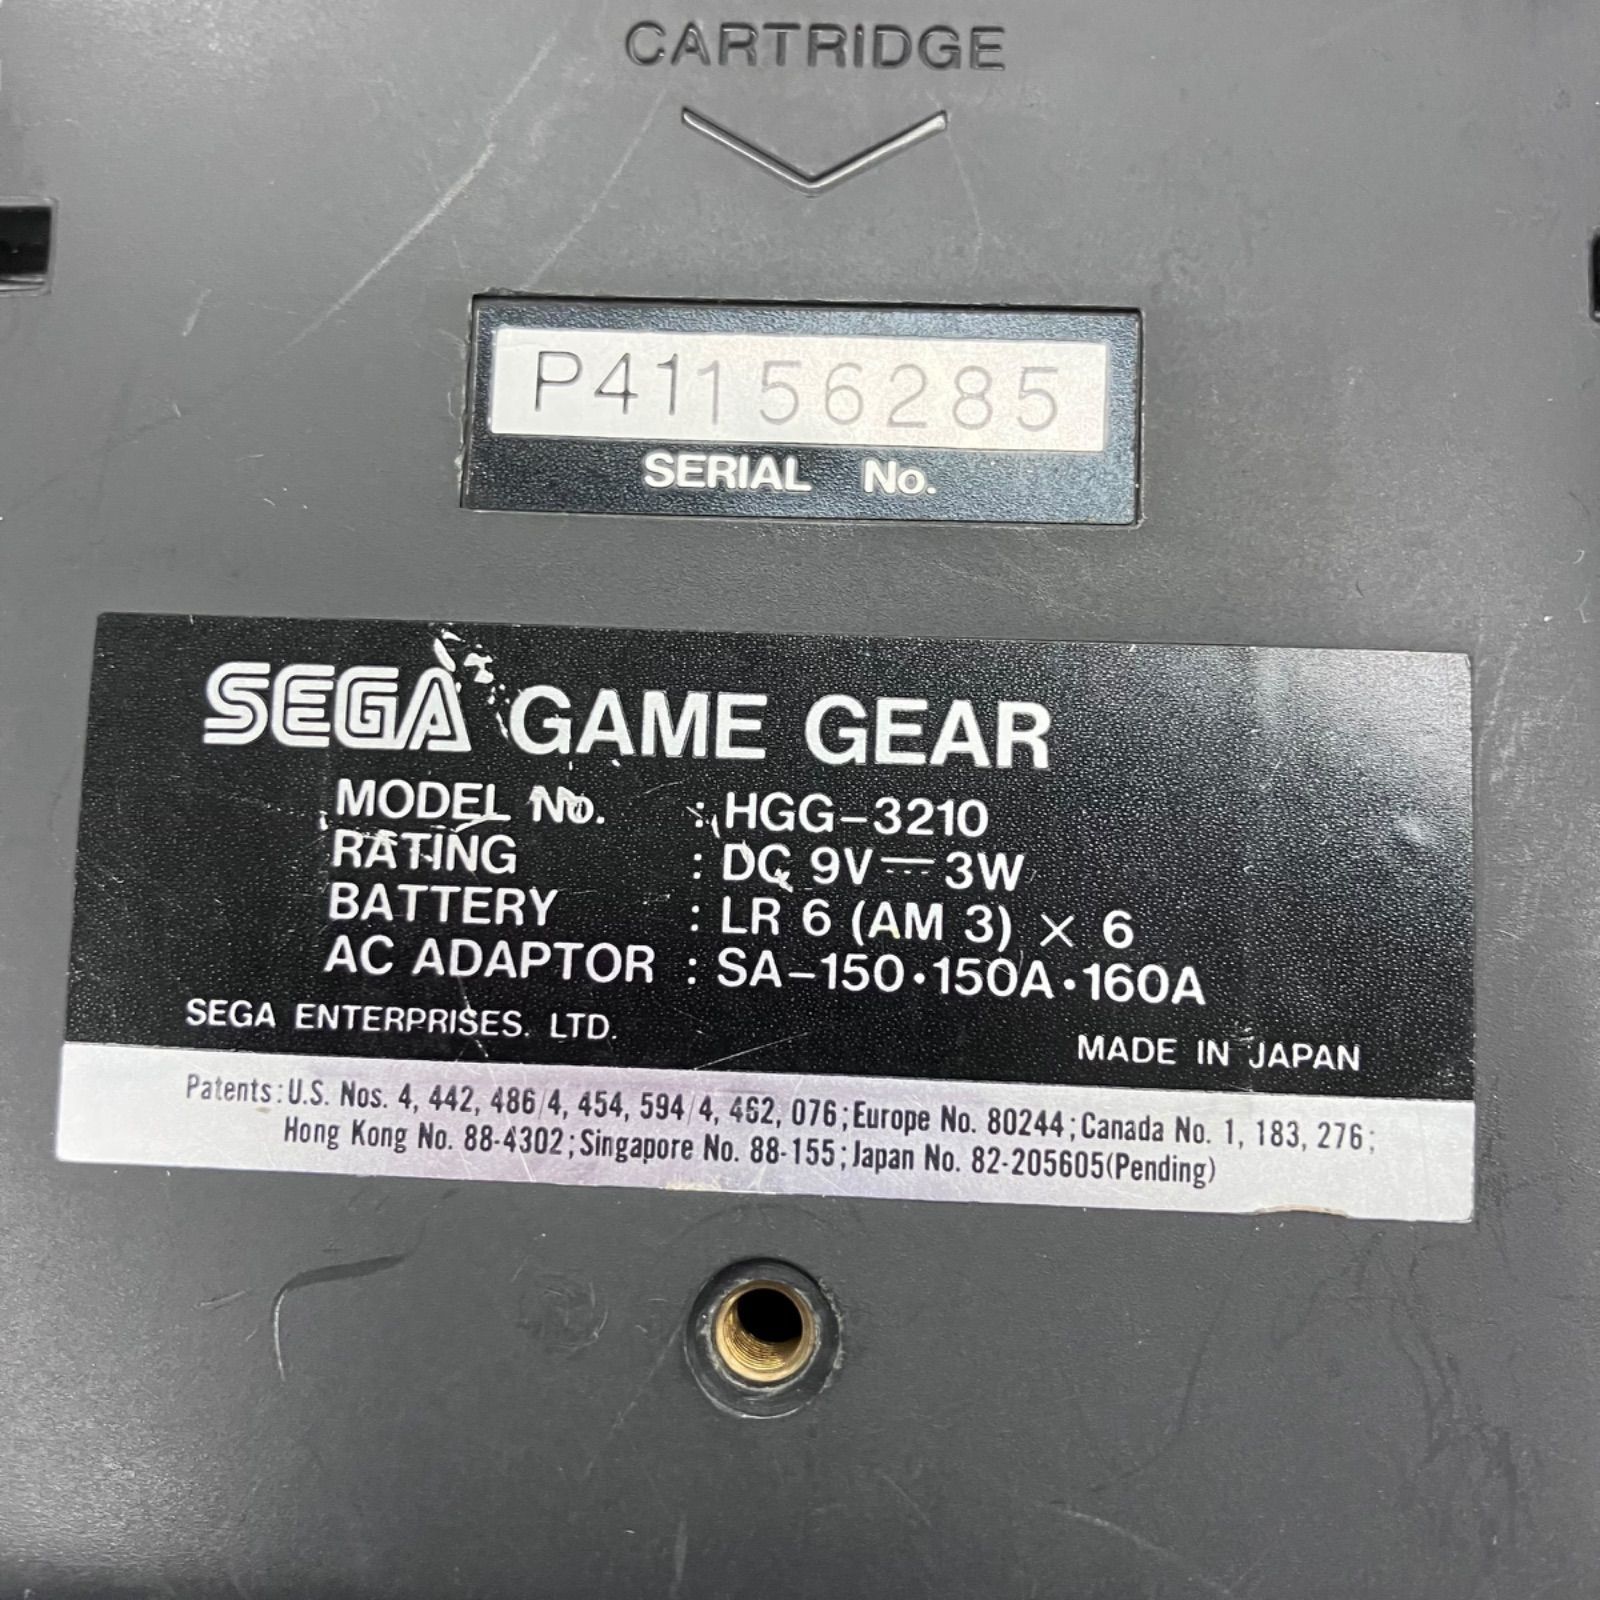 CARTRIDGE
P41156285
SERIAL No.
SEGA GAME GEAR
MODEL No. : HGG-3210
RATING : DC 9V⎓3W
BATTERY : LR 6 (AM 3) × 6
AC ADAPTOR : SA-150·150A·160A
SEGA ENTERPRISES. LTD.
MADE IN JAPAN
Patents: U.S. Nos. 4, 442, 486/4, 454, 594/4, 462, 076; Europe No. 80244; Canada No. 1, 183, 276;
Hong Kong No. 88-4302; Singapore No. 88-155; Japan No. 82-205605(Pending)